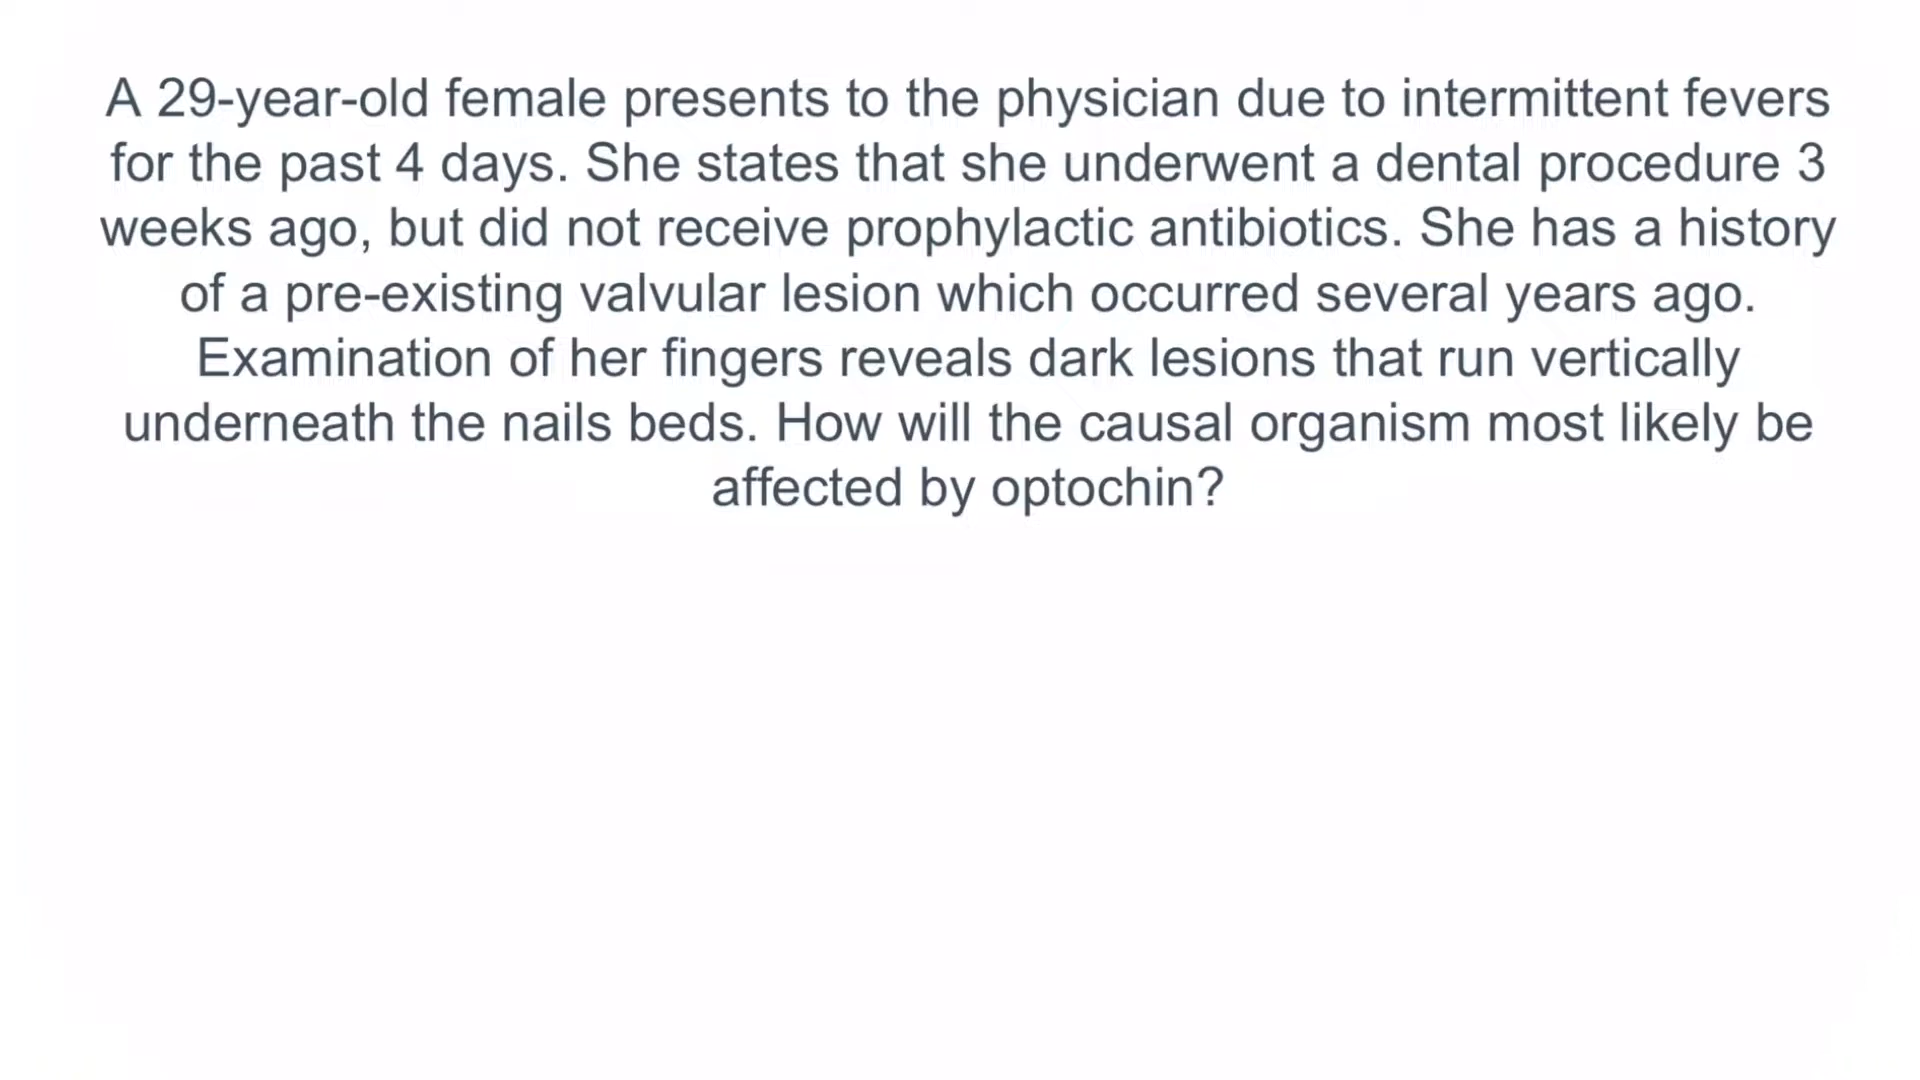 A 29-year-old female presents to the physician due to intermittent fevers
for the past 4 days. She states that she underwent a dental procedure 3
weeks ago, but did not receive prophylactic antibiotics. She has a history
of a pre-existing valvular lesion which occurred several years ago.
Examination of her fingers reveals dark lesions that run vertically
underneath the nails beds. How will the causal organism most likely be
affected by optochin?